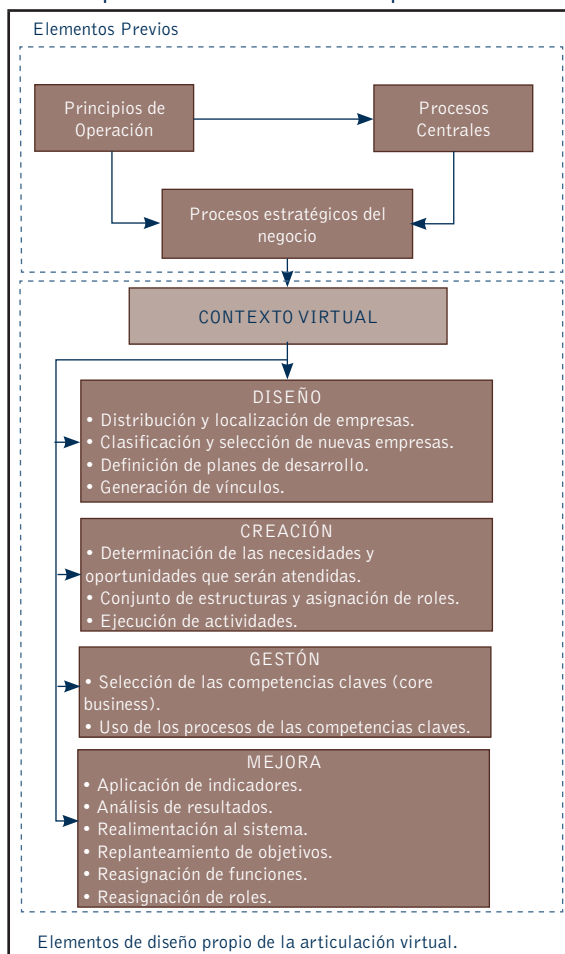 Elementos Previos
Principios de
Operación
Procesos
Centrales
Procesos estratégicos del
negocio
CONTEXTO VIRTUAL
DISEÑO
• Distribución y localización de empresas.
• Clasificación y selección de nuevas empresas.
• Definición de planes de desarrollo.
• Generación de vínculos.
CREACIÓN
• Determinación de las necesidades y
oportunidades que serán atendidas.
• Conjunto de estructuras y asignación de roles.
• Ejecución de actividades.
GESTÓN
• Selección de las competencias claves (core
business).
• Uso de los procesos de las competencias claves.
MEJORA
• Aplicación de indicadores.
• Análisis de resultados.
• Realimentación al sistema.
• Replanteamiento de objetivos.
• Reasignación de funciones.
• Reasignación de roles.
Elementos de diseño propio de la articulación virtual.